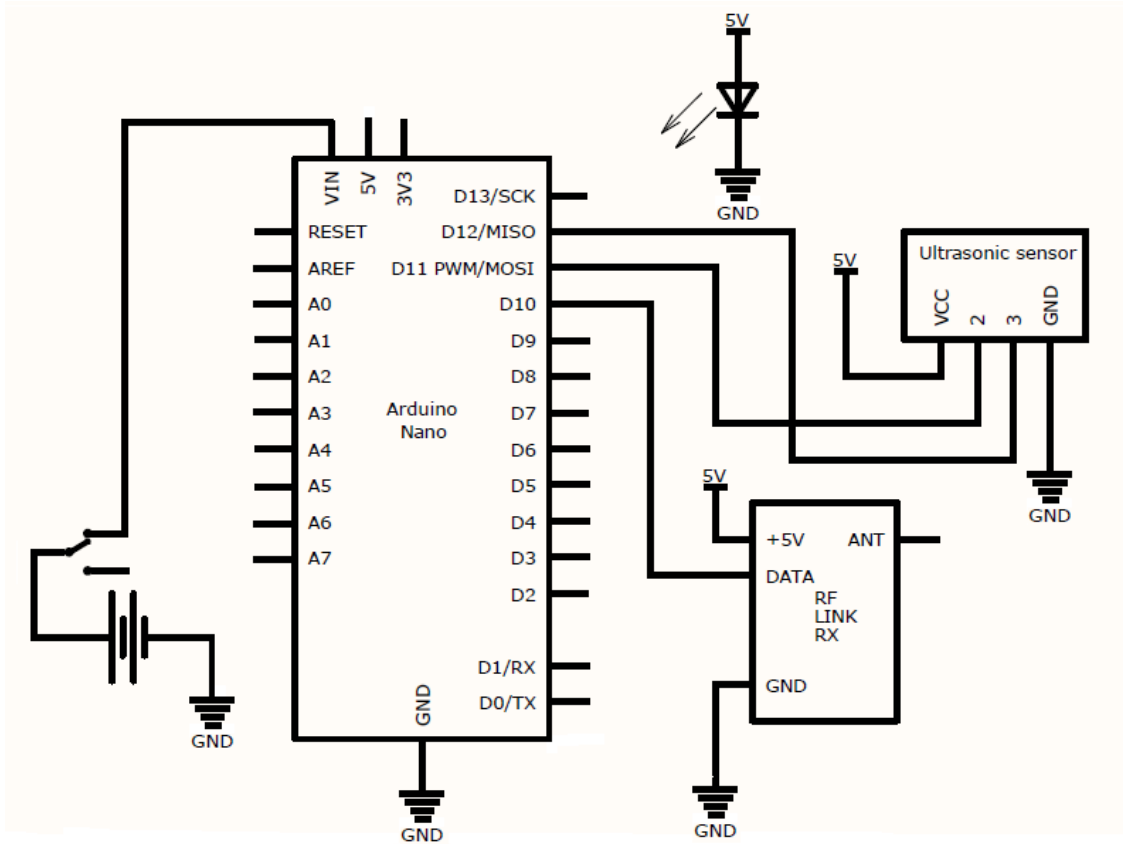 5V
GND
VIN
5V
3V3
D13/SCK
RESET
D12/MISO
AREF
D11 PWM/MOSI
A0
D10
A1
D9
A2
D8
A3
D7
A4
D6
A5
D5
A6
D4
A7
D3
D2
D1/RX
D0/TX
Arduino
Nano
GND
GND
GND
5V
Ultrasonic sensor
VCC
2
3
GND
GND
5V
+5V
ANT
DATA
RF
LINK
RX
GND
GND